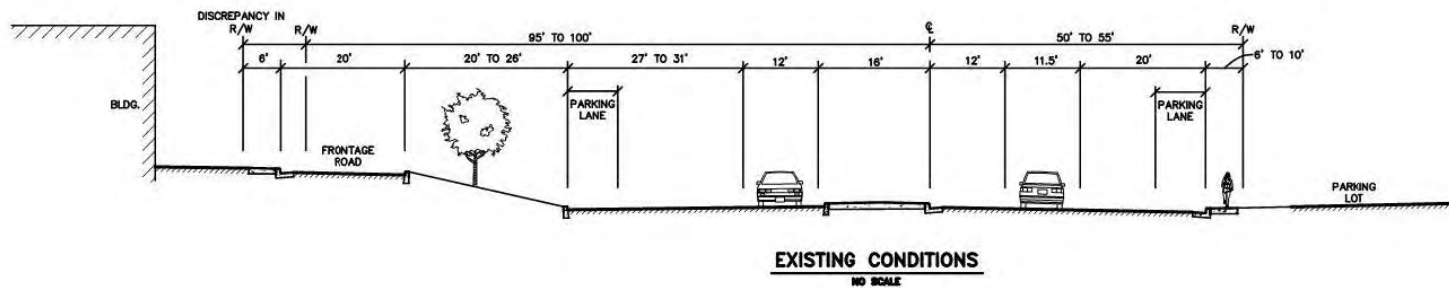 DISCREPANCY IN
R/W
R/W
℄
R/W
95' TO 100'
50' TO 55'
6'
20'
20' TO 26'
27' TO 31'
12'
16'
12'
11.5'
20'
6' TO 10'
BLDG.
PARKING
LANE
PARKING
LANE
FRONTAGE
ROAD
PARKING
LOT
EXISTING CONDITIONS
NO SCALE